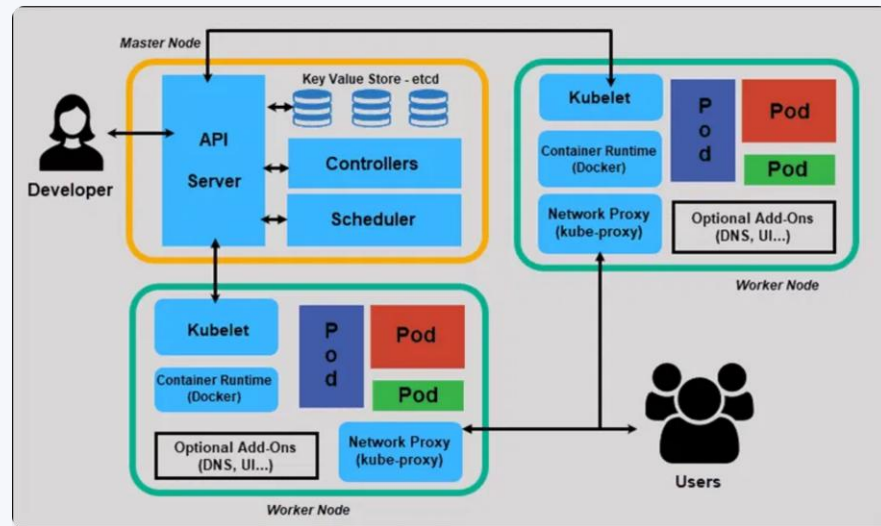 Master Node
Key Value Store - etcd
API
Server
Controllers
Scheduler
Developer
Kubelet
Container Runtime
(Docker)
Network Proxy
(kube-proxy)
P
o
d
Pod
Pod
Optional Add-Ons
(DNS, UI...)
Worker Node
Kubelet
Container Runtime
(Docker)
P
o
d
Pod
Pod
Optional Add-Ons
(DNS, UI...)
Network Proxy
(kube-proxy)
Worker Node
Users